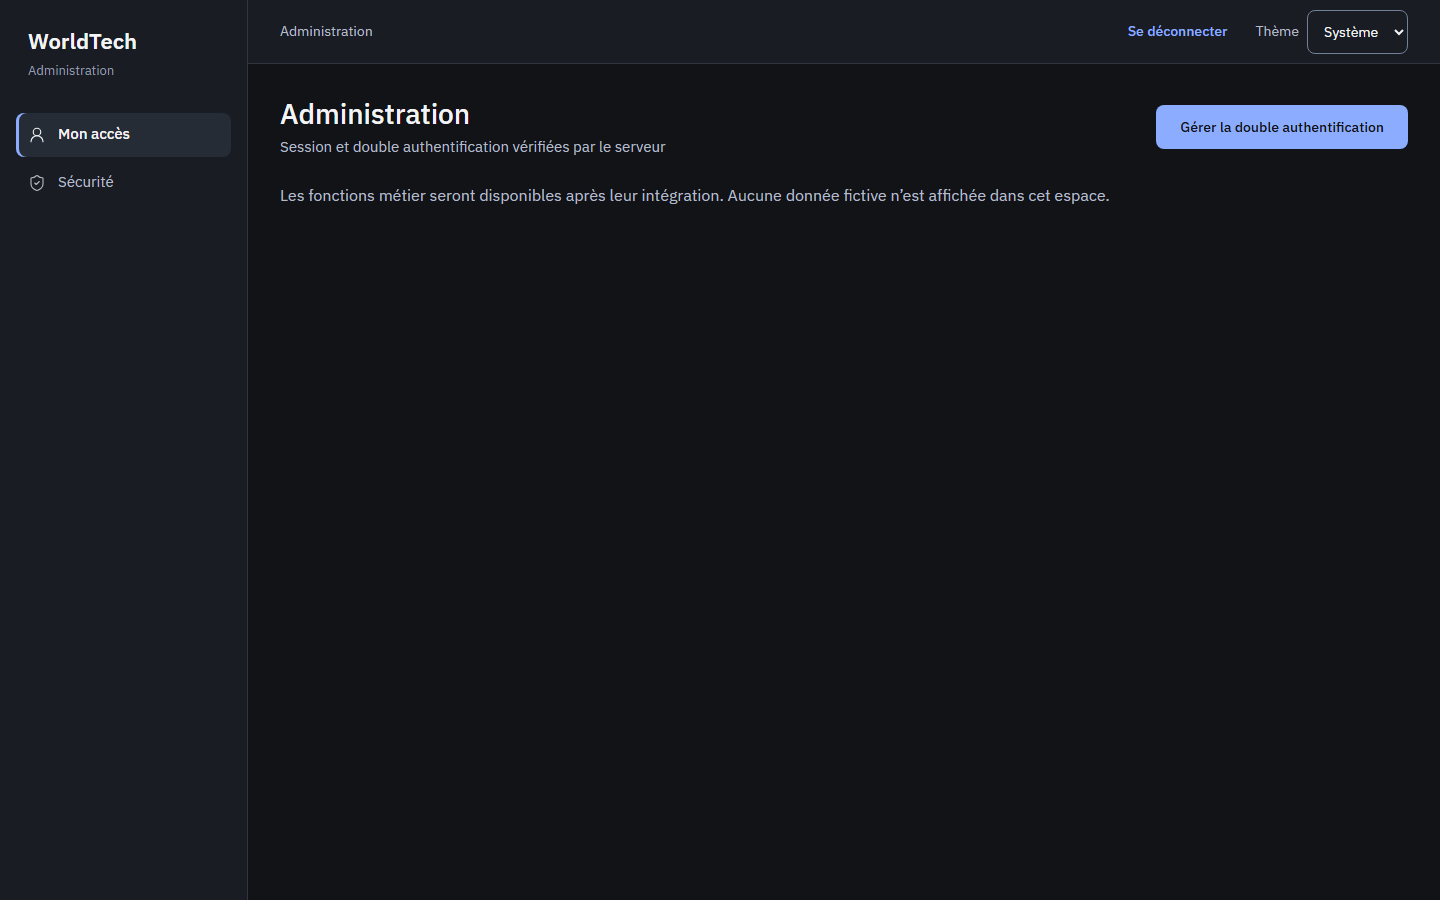 WorldTech
Administration
Mon accès
Sécurité
Administration
Se déconnecter
Thème
Système
Administration
Session et double authentification vérifiées par le serveur
Gérer la double authentification
Les fonctions métier seront disponibles après leur intégration. Aucune donnée fictive n’est affichée dans cet espace.